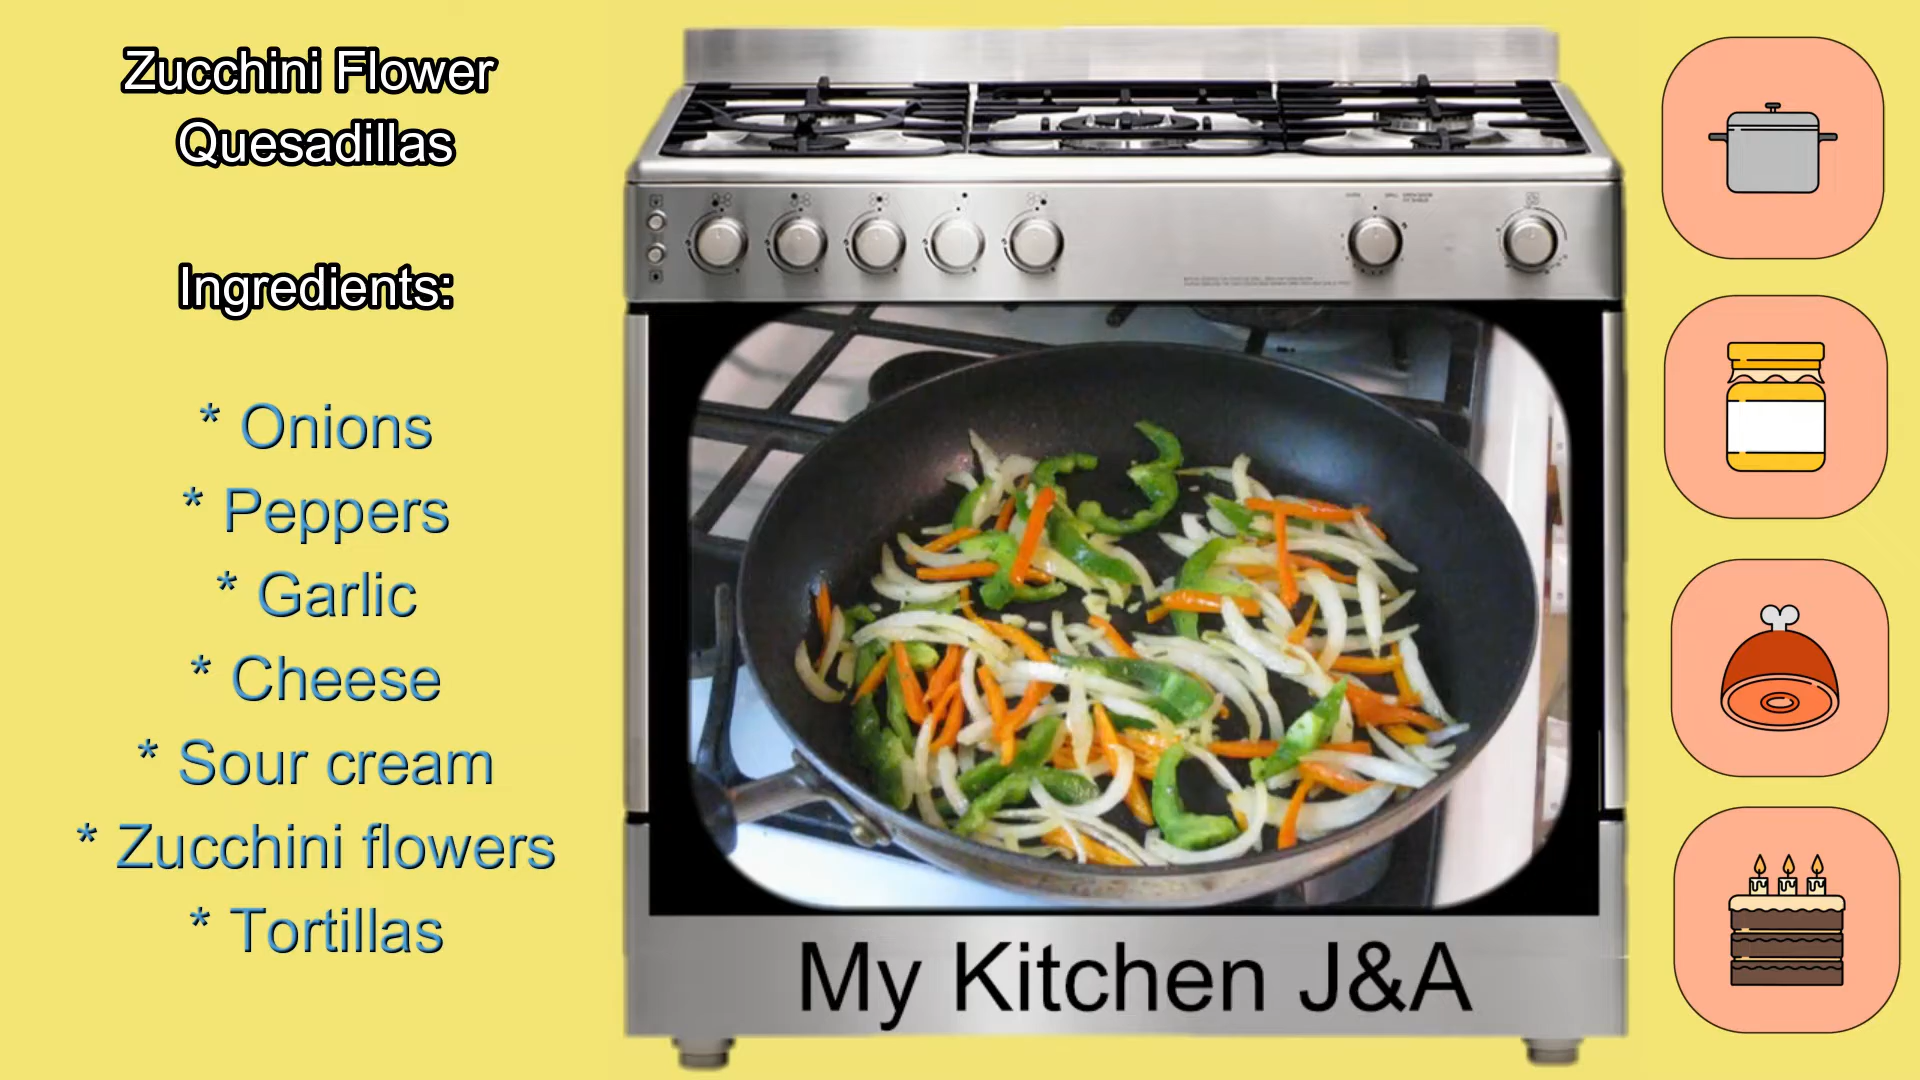 Zucchini Flower
Quesadillas
Ingredients:
* Onions
* Peppers
* Garlic
* Cheese
* Sour cream
* Zucchini flowers
* Tortillas
My Kitchen J&A